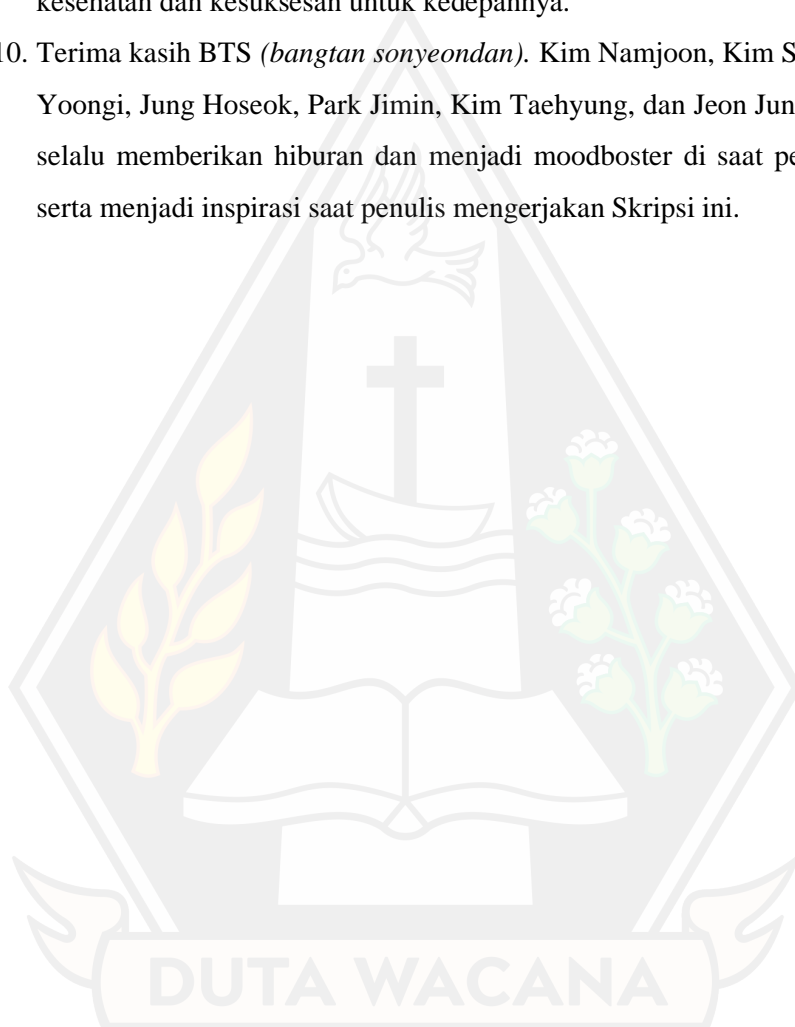 kesehatan dan kesuksesan untuk kedepannya.
10. Terima kasih BTS (bangtan sonyeondan). Kim Namjoon, Kim S
Yoongi, Jung Hoseok, Park Jimin, Kim Taehyung, dan Jeon Jun
selalu memberikan hiburan dan menjadi moodboster di saat pe
serta menjadi inspirasi saat penulis mengerjakan Skripsi ini.
DUTA WACANA